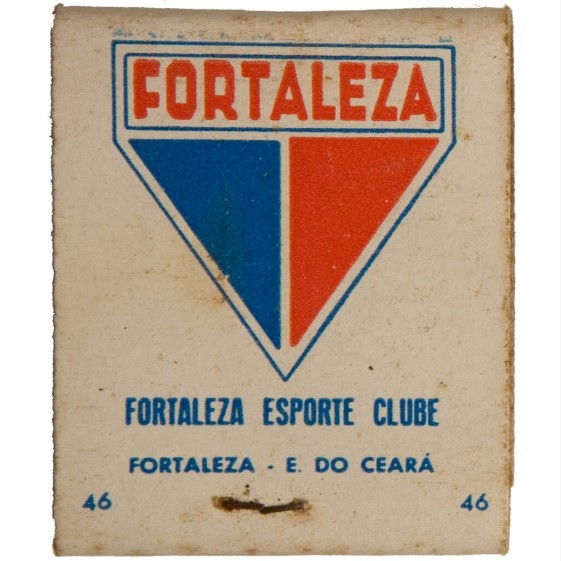 FORTALEZA
FORTALEZA ESPORTE CLUBE
FORTALEZA - E. DO CEARÁ
46 46